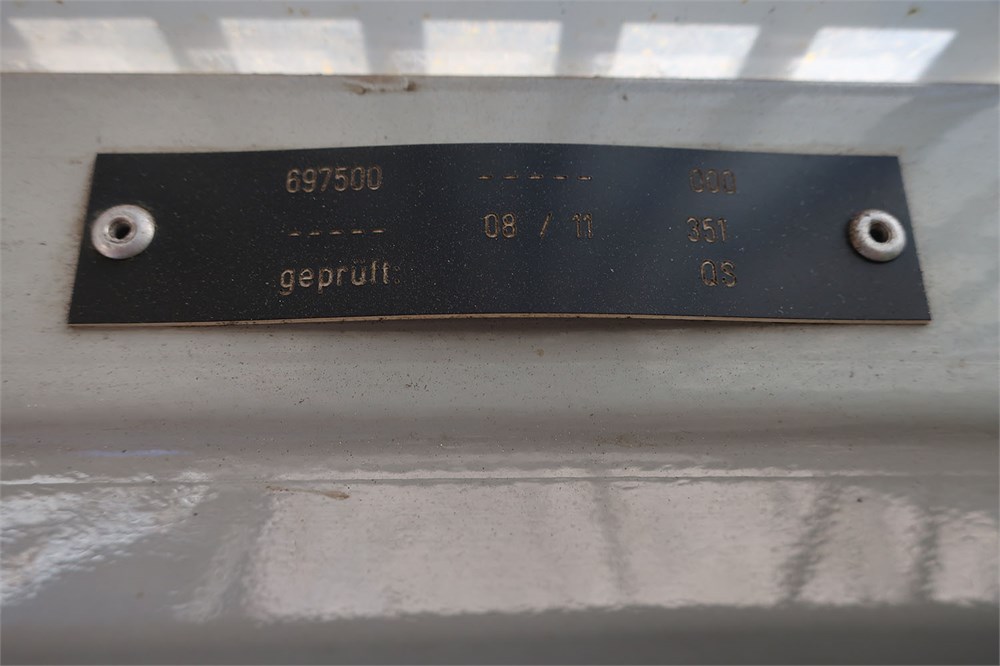 697500 ----- 000
----- 08 / 11 351
geprüft: QS